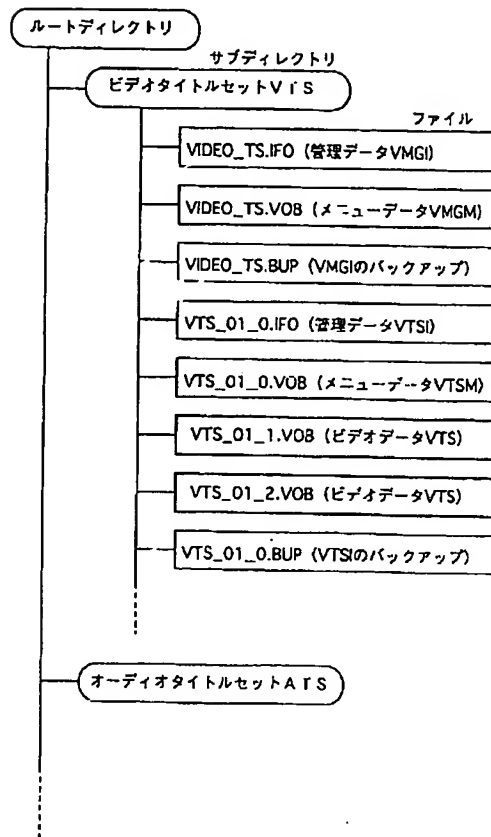 ルートディレクトリ
サブディレクトリ
ビデオタイトルセットVTS
ファイル
VIDEO_TS.IFO (管理データVMGI)
VIDEO_TS.VOB (メニューデータVMGM)
VIDEO_TS.BUP (VMGIのバックアップ)
VTS_01_0.IFO (管理データVTSI)
VTS_01_0.VOB (メニューデータVTSM)
VTS_01_1.VOB (ビデオデータVTS)
VTS_01_2.VOB (ビデオデータVTS)
VTS_01_0.BUP (VTSIのバックアップ)
オーディオタイトルセットATS